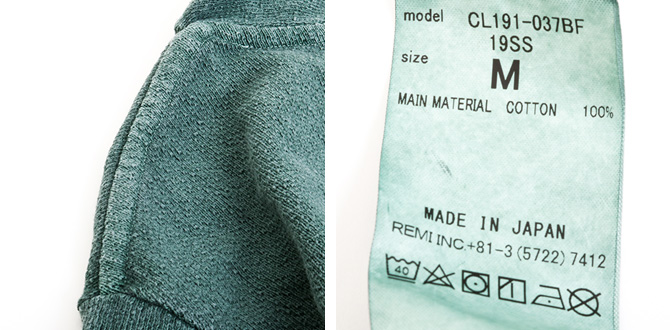 model CL191-037BF
19SS
size M
MAIN MATERIAL COTTON 100%
MADE IN JAPAN
REMI INC.+81-3(5722)7412
40